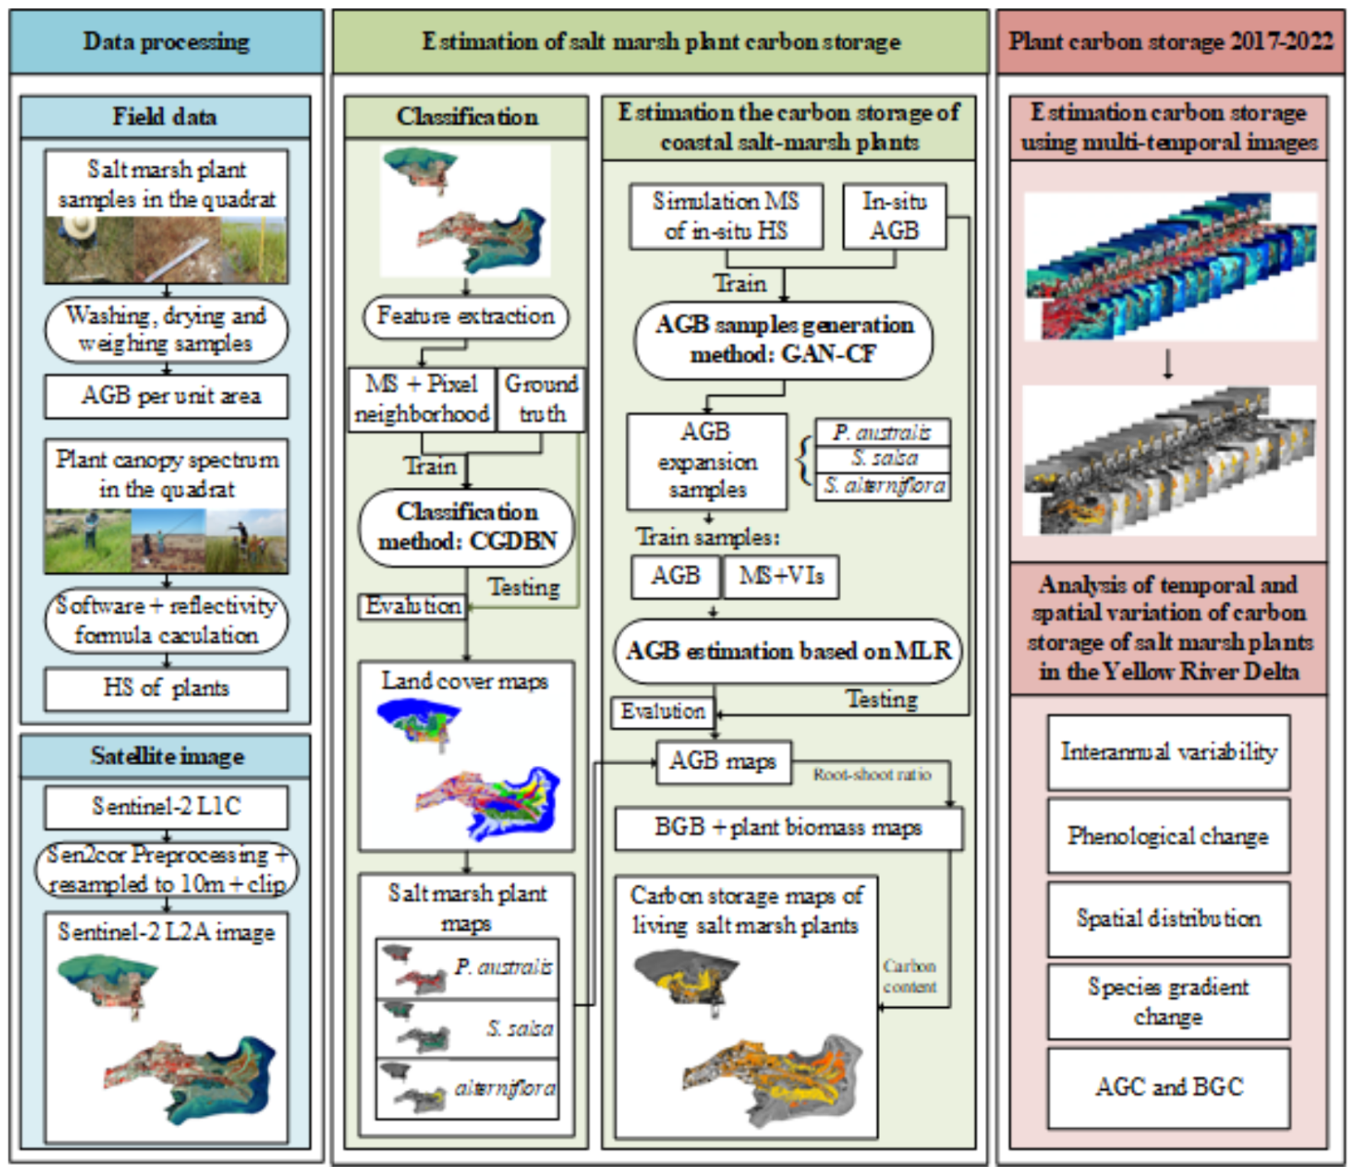 Data processing
Field data
Salt marsh plant
samples in the quadrat
Washing, drying and
weighing samples
AGB per unit area
Plant canopy spectrum
in the quadrat
Software + reflectivity
formula caculation
HS of plants
Satellite image
Sentinel-2 L1C
Sen2cor Preprocessing +
resampled to 10m + clip
Sentinel-2 L2A image
Estimation of salt marsh plant carbon storage
Classification
Feature extraction
MS + Pixel
neighborhood
Ground
truth
Train
Classification
method: CGDBN
Testing
Evalution
Land cover maps
Salt marsh plant
maps
P. australis
S. salsa
alterniflora
Estimation the carbon storage of
coastal salt-marsh plants
Simulation MS
of in-situ HS
In-situ
AGB
Train
AGB samples generation
method: GAN-CF
AGB
expansion
samples
P. australis
S. salsa
S. alterniflora
Train samples:
AGB
MS+VIs
AGB estimation based on MLR
Testing
Evalution
AGB maps
Root-shoot ratio
BGB + plant biomass maps
Carbon storage maps of
living salt marsh plants
Carbon
content
Plant carbon storage 2017-2022
Estimation carbon storage
using multi-temporal images
Analysis of temporal and
spatial variation of carbon
storage of salt marsh plants
in the Yellow River Delta
Interannual variability
Phenological change
Spatial distribution
Species gradient
change
AGC and BGC